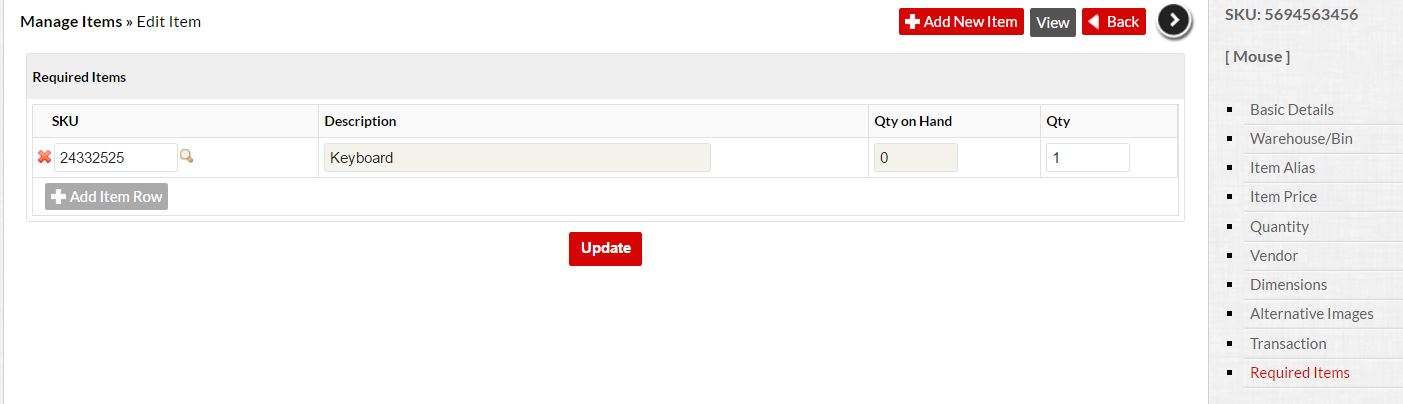 Manage Items » Edit Item
Add New Item
View
Back
Required Items
SKU Description Qty on Hand Qty
24332525 Keyboard 0 1
Add Item Row
Update
SKU: 5694563456
[ Mouse ]
Basic Details
Warehouse/Bin
Item Alias
Item Price
Quantity
Vendor
Dimensions
Alternative Images
Transaction
Required Items